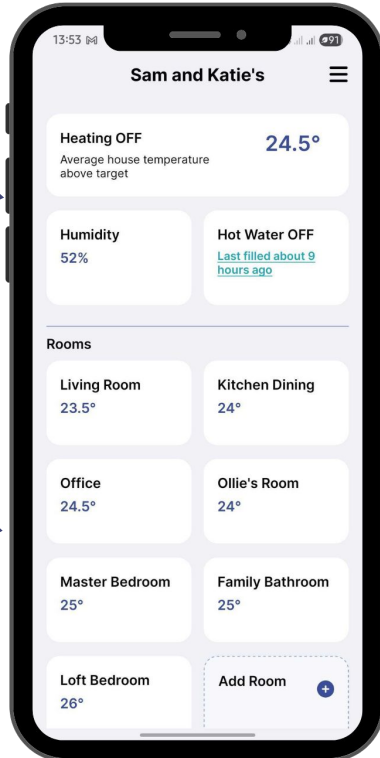 13:53
91
Sam and Katie's
Heating OFF
24.5°
Average house temperature
above target
Humidity
52%
Hot Water OFF
Last filled about 9
hours ago
Rooms
Living Room
23.5°
Kitchen Dining
24°
Office
24.5°
Ollie's Room
24°
Master Bedroom
25°
Family Bathroom
25°
Loft Bedroom
26°
Add Room